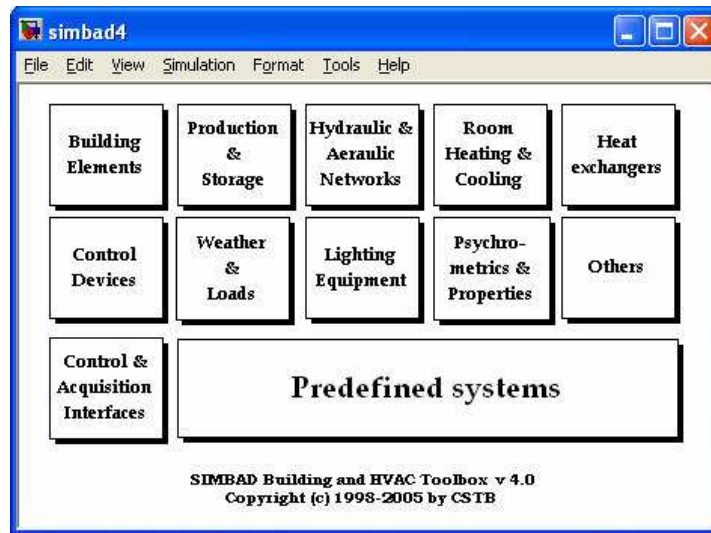 simbad4
File Edit View Simulation Format Tools Help
Building
Elements
Production
&
Storage
Hydraulic &
Aeraulic
Networks
Room
Heating &
Cooling
Heat
exchangers
Control
Devices
Weather
&
Loads
Lighting
Equipment
Psychro-
metrics &
Properties
Others
Control &
Acquisition
Interfaces
Predefined systems
SIMBAD Building and HVAC Toolbox v 4.0
Copyright (c) 1998-2005 by CSTB